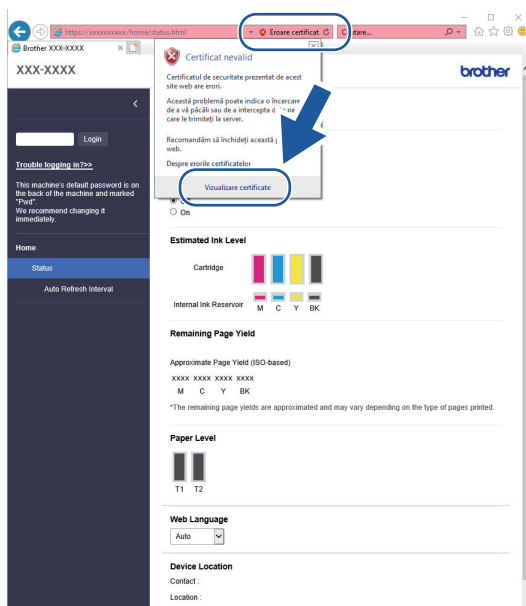 https://xxxxxxxxxx/home/status.html
Eroare certificat
Brother XXX-XXXX
XXX-XXXX
brother
Certificat nevalid
Certificatul de securitate prezentat de acest
site web are erori.
Această problemă poate indica o încercare
de a vă păcăli sau de a intercepta
care le trimiteți la server.
Recomandăm să închideți această
web.
Despre erorile certificatelor
Vizualizare certificate
Login
Trouble logging in?>>
This machine's default password is on
the back of the machine and marked
"Pwd".
We recommend changing it
immediately.
Home
Status
Auto Refresh Interval
On
Estimated Ink Level
Cartridge
Internal Ink Reservoir
M C Y BK
Remaining Page Yield
Approximate Page Yield (ISO-based)
xxxx xxxx xxxx xxxx
M C Y BK
*The remaining page yields are approximated and may vary depending on the type of pages printed.
Paper Level
T1 T2
Web Language
Auto
Device Location
Contact :
Location :